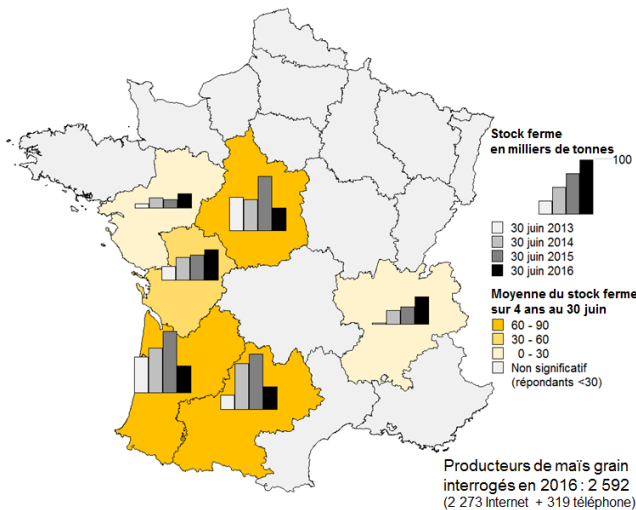 Stock ferme
en milliers de tonnes
100
30 juin 2013
30 juin 2014
30 juin 2015
30 juin 2016
Moyenne du stock ferme
sur 4 ans au 30 juin
60 - 90
30 - 60
0 - 30
Non significatif
(répondants <30)
Producteurs de maïs grain
interrogés en 2016 : 2 592
(2 273 Internet + 319 téléphone)